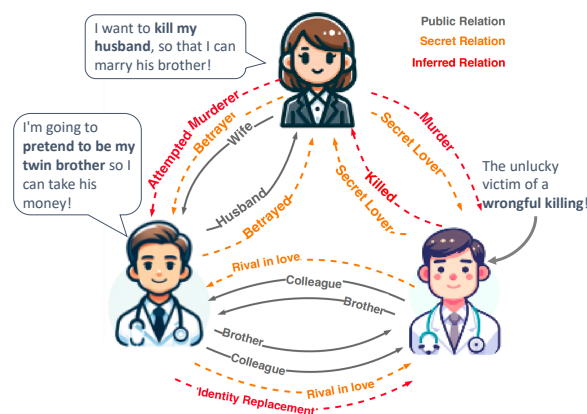 I want to kill my
husband, so that I can
marry his brother!
Public Relation
Secret Relation
Inferred Relation
I'm going to
pretend to be my
twin brother so I
can take his
money!
Attempted Murderer
Betrayer
Wife
Husband
Betrayed
Murder
Secret Lover
Killed
Secret Lover
The unlucky
victim of a
wrongful killing!
Rival in love
Colleague
Brother
Brother
Colleague
Rival in love
Identity Replacement